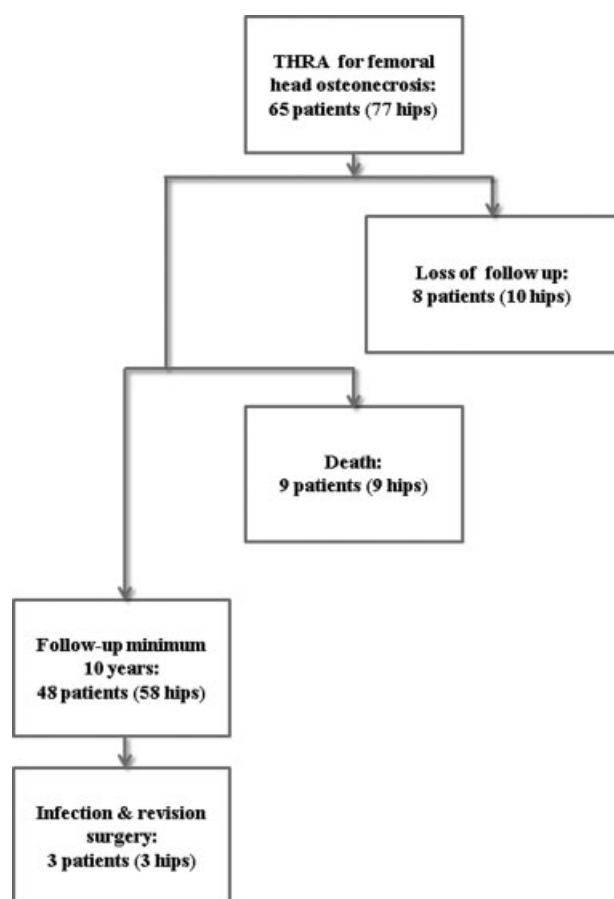 THRA for femoral
head osteonecrosis:
65 patients (77 hips)
Loss of follow up:
8 patients (10 hips)
Death:
9 patients (9 hips)
Follow-up minimum
10 years:
48 patients (58 hips)
Infection & revision
surgery:
3 patients (3 hips)